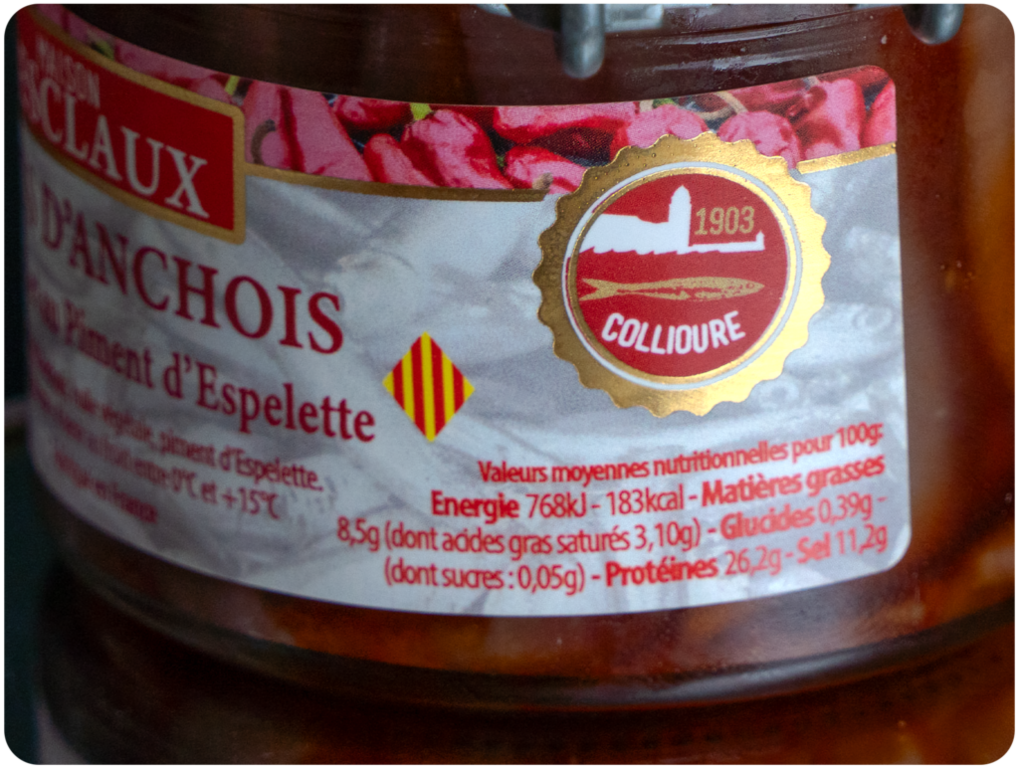 MAISON
SCLAUX
D'ANCHOIS
au Piment d'Espelette
végétale, piment d'Espelette.
entre 0°C et +15°C
en France
1903
COLLIOURE
Valeurs moyennes nutritionnelles pour 100g:
Energie 768kJ - 183kcal - Matières grasses
8,5g (dont acides gras saturés 3,10g) - Glucides 0,39g -
(dont sucres : 0,05g) - Protéines 26,2g - Sel 11,2g